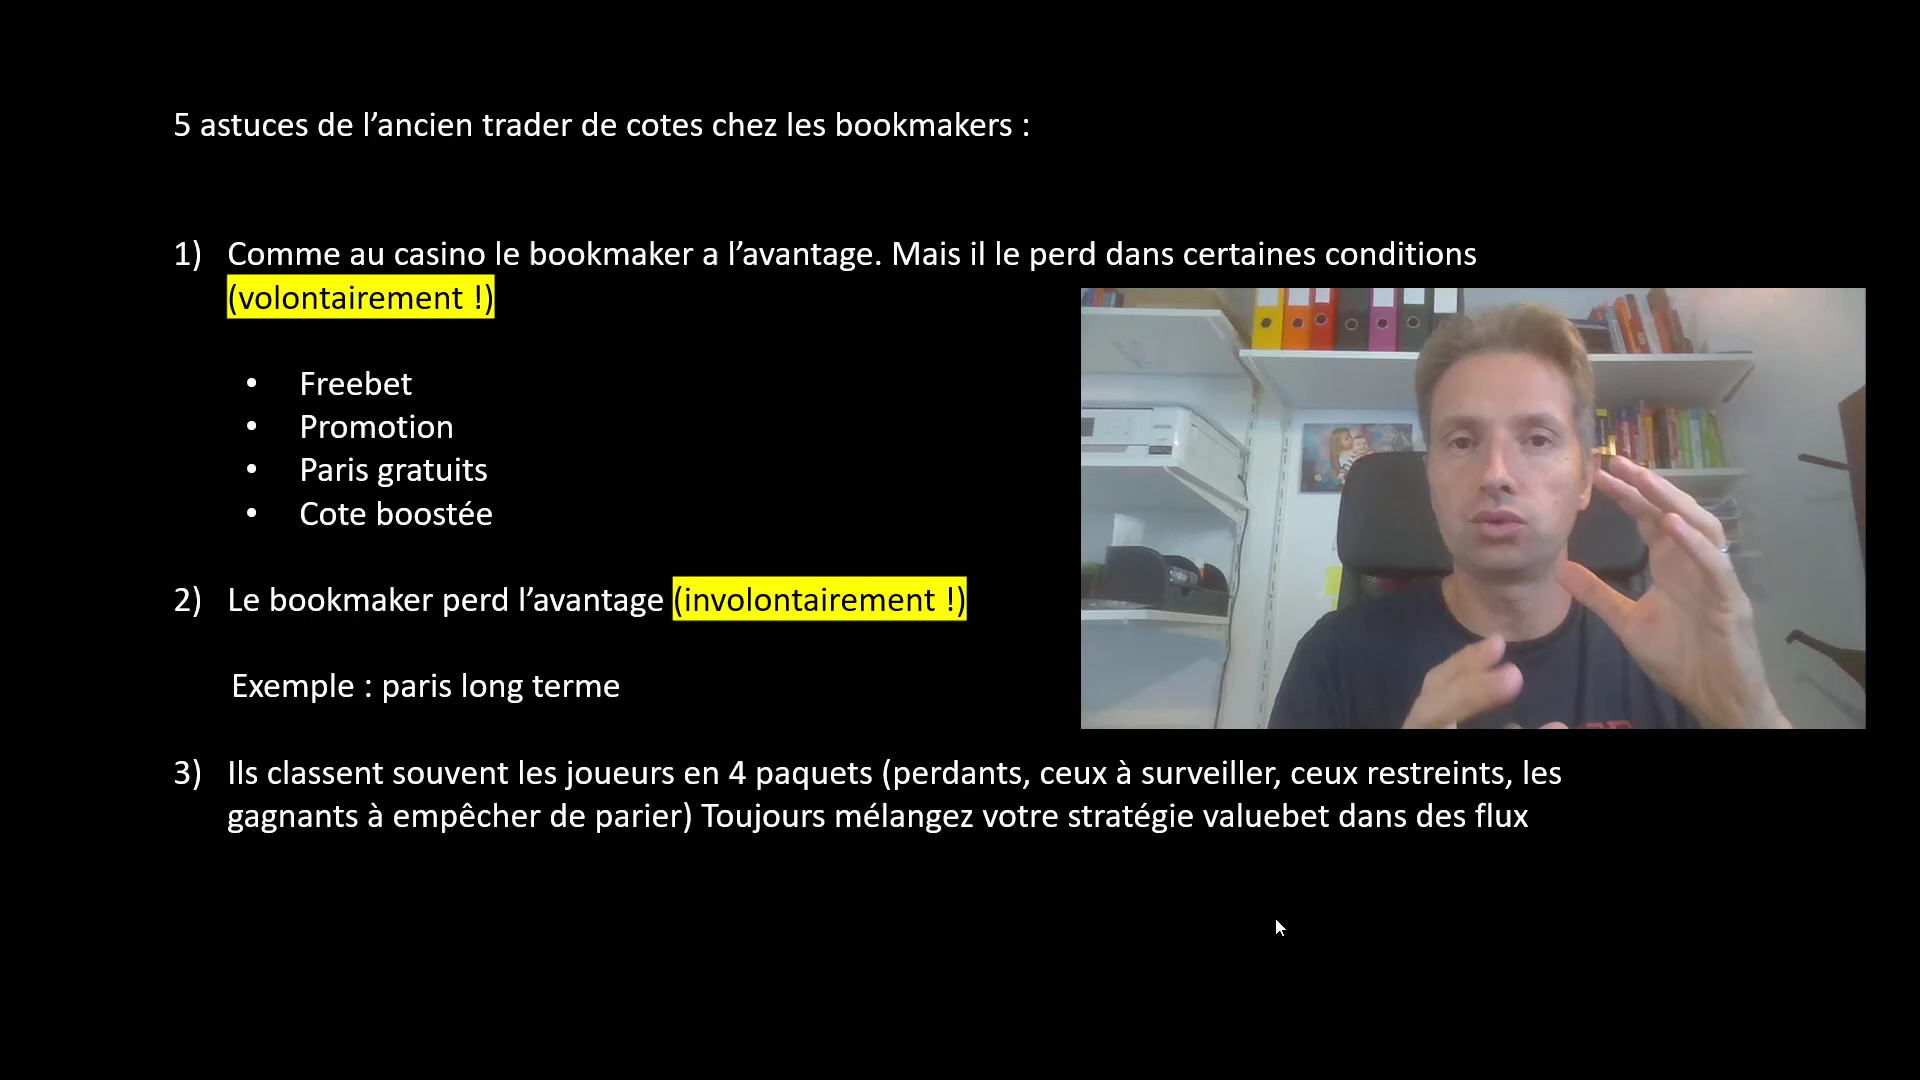 5 astuces de l’ancien trader de cotes chez les bookmakers :
1) Comme au casino le bookmaker a l’avantage. Mais il le perd dans certaines conditions
(volontairement !)
• Freebet
• Promotion
• Paris gratuits
• Cote boostée
2) Le bookmaker perd l’avantage (involontairement !)
Exemple : paris long terme
3) Ils classent souvent les joueurs en 4 paquets (perdants, ceux à surveiller, ceux restreints, les
gagnants à empêcher de parier) Toujours mélangez votre stratégie valuebet dans des flux